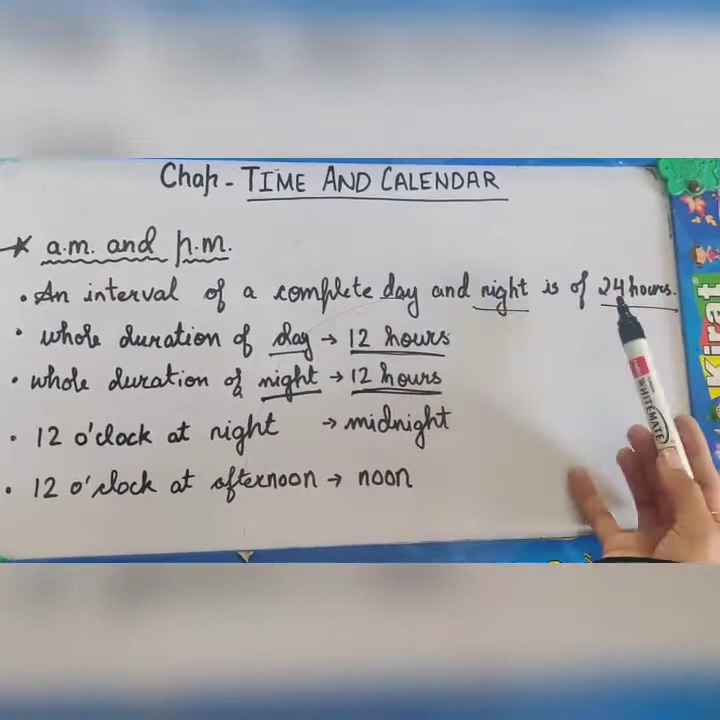 Chap - TIME AND CALENDAR
* a.m. and p.m.
• An interval of a complete day and night is of 24 hours.
• whole duration of day → 12 hours
• whole duration of night → 12 hours
• 12 o'clock at night → midnight
• 12 o'clock at afternoon → noon
WHITEMATE
Kirat